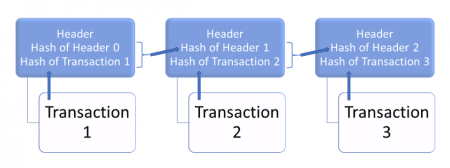 Header
Hash of Header 0
Hash of Transaction 1
Header
Hash of Header 1
Hash of Transaction 2
Header
Hash of Header 2
Hash of Transaction 3
Transaction
1
Transaction
2
Transaction
3